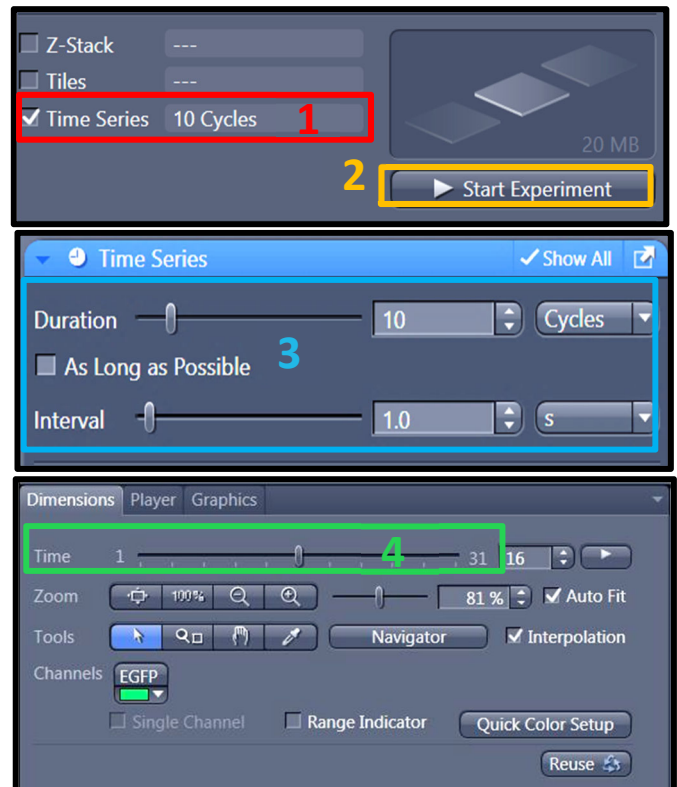 Z-Stack ---
Tiles ---
Time Series 10 Cycles 1
20 MB
2 Start Experiment
Time Series Show All
Duration 10 Cycles
As Long as Possible 3
Interval 1.0 s
Dimensions Player Graphics
Time 1 4 31 16
Zoom 100% 81 % Auto Fit
Tools Navigator Interpolation
Channels EGFP
Single Channel Range Indicator Quick Color Setup
Reuse